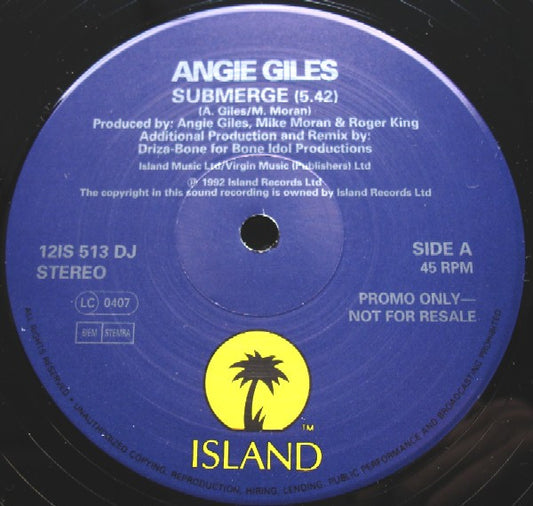 ANGIE GILES
SUBMERGE (5.42)
(A. Giles/M. Moran)
Produced by: Angie Giles, Mike Moran & Roger King
Additional Production and Remix by:
Driza-Bone for Bone Idol Productions
Island Music Ltd/Virgin Music (Publishers) Ltd
℗ 1992 Island Records Ltd
The copyright in this sound recording is owned by Island Records Ltd
12IS 513 DJ
STEREO
SIDE A
45 RPM
LC 0407
BIEM STEMRA
PROMO ONLY—
NOT FOR RESALE
TM
ISLAND
ALL RIGHTS RESERVED • UNAUTHORIZED COPYING, REPRODUCTION, HIRING, LENDING, PUBLIC PERFORMANCE AND BROADCASTING PROHIBITED